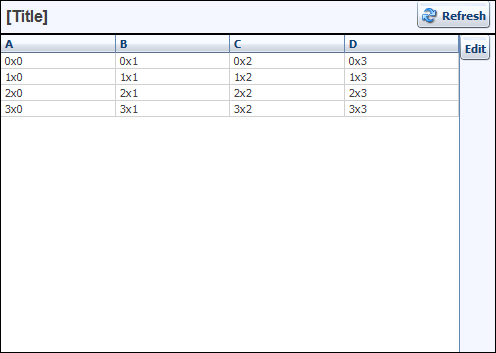 [Title] Refresh
A B C D Edit
0x0 0x1 0x2 0x3
1x0 1x1 1x2 1x3
2x0 2x1 2x2 2x3
3x0 3x1 3x2 3x3